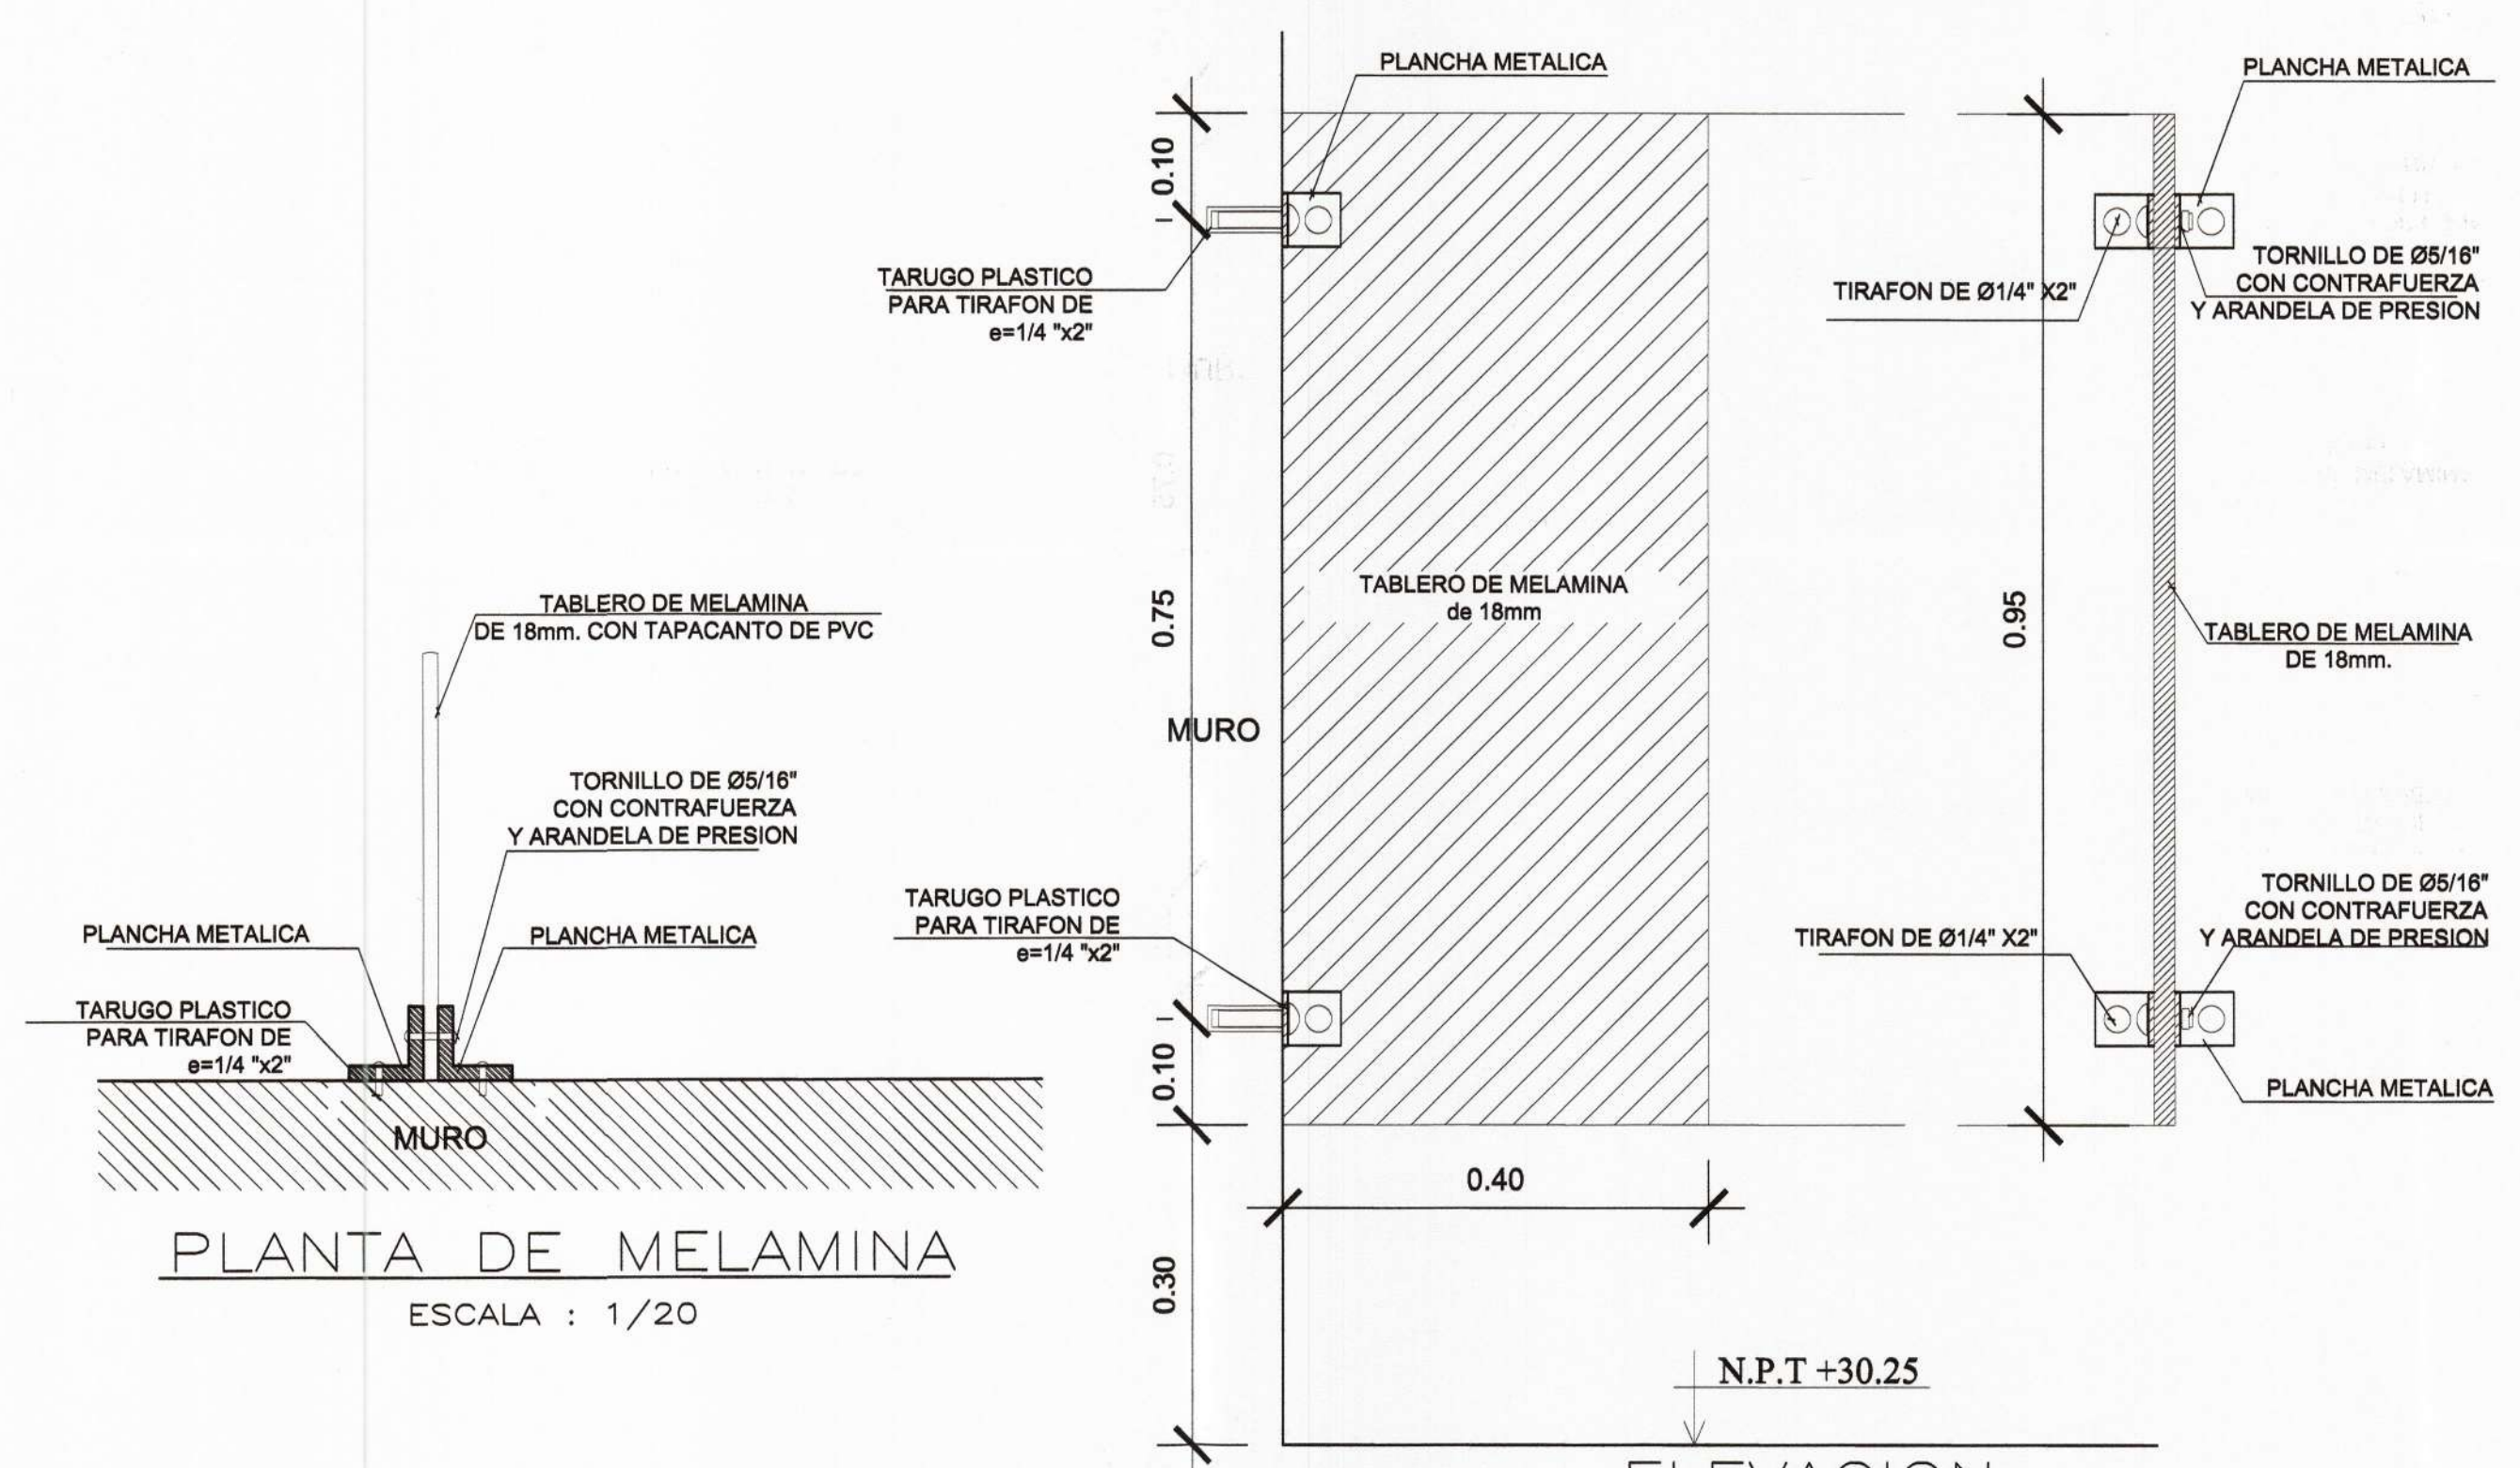 PLANCHA METALICA
0.10
TARUGO PLASTICO
PARA TIRAFON DE
e=1/4 "x2"
PLANCHA METALICA
TORNILLO DE Ø5/16"
CON CONTRAFUERZA
Y ARANDELA DE PRESION
TIRAFON DE Ø1/4" X2"
TABLERO DE MELAMINA
DE 18mm. CON TAPACANTO DE PVC
0.75
TABLERO DE MELAMINA
de 18mm
0.95
TABLERO DE MELAMINA
DE 18mm.
MURO
TORNILLO DE Ø5/16"
CON CONTRAFUERZA
Y ARANDELA DE PRESION
PLANCHA METALICA
PLANCHA METALICA
TARUGO PLASTICO
PARA TIRAFON DE
e=1/4 "x2"
MURO
TARUGO PLASTICO
PARA TIRAFON DE
e=1/4 "x2"
0.10
TIRAFON DE Ø1/4" X2"
TORNILLO DE Ø5/16"
CON CONTRAFUERZA
Y ARANDELA DE PRESION
PLANCHA METALICA
0.40
0.30
PLANTA DE MELAMINA
ESCALA : 1/20
N.P.T +30.25
ELEVACION